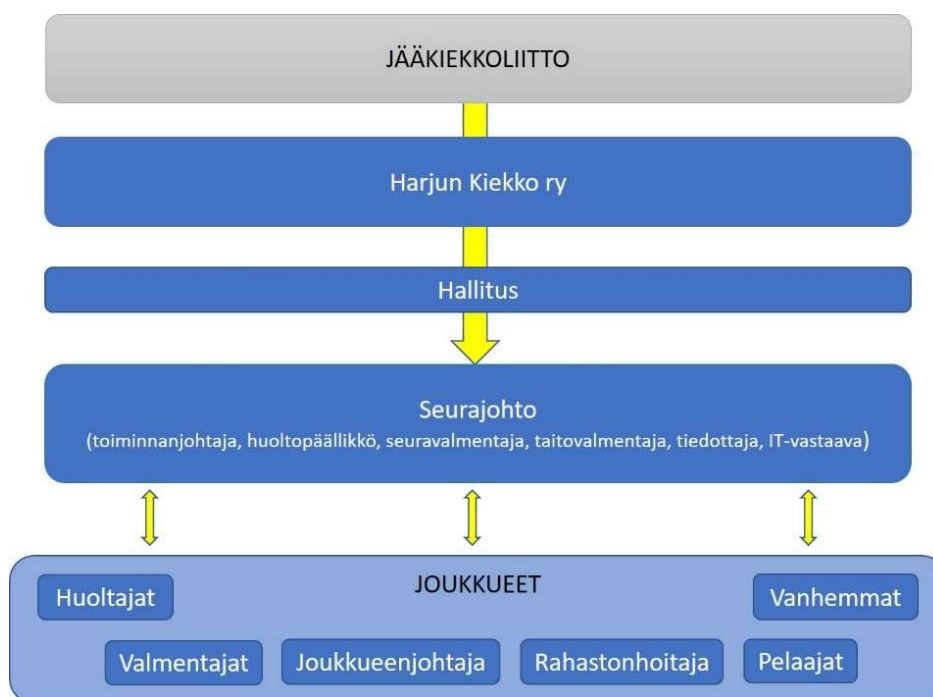 JÄÄKIEKKOLIITTO
Harjun Kiekko ry
Hallitus
Seurajohto
(toiminnanjohtaja, huoltopäällikkö, seuravalmentaja, taitovalmentaja, tiedottaja, IT-vastaava)
JOUKKUEET
Huoltajat
Vanhemmat
Valmentajat
Joukkueenjohtaja
Rahastonhoitaja
Pelaajat